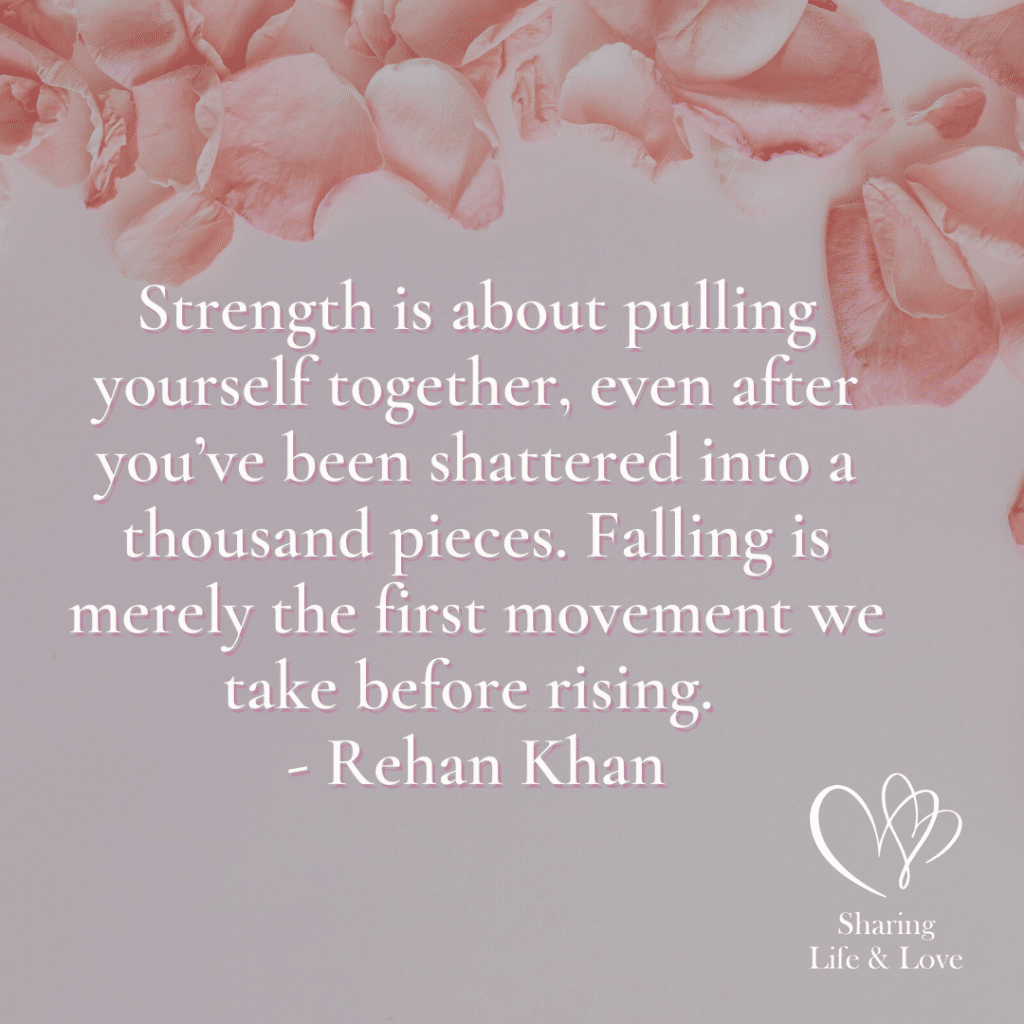 Strength is about pulling
yourself together, even after
you’ve been shattered into a
thousand pieces. Falling is
merely the first movement we
take before rising.
- Rehan Khan
Sharing
Life & Love